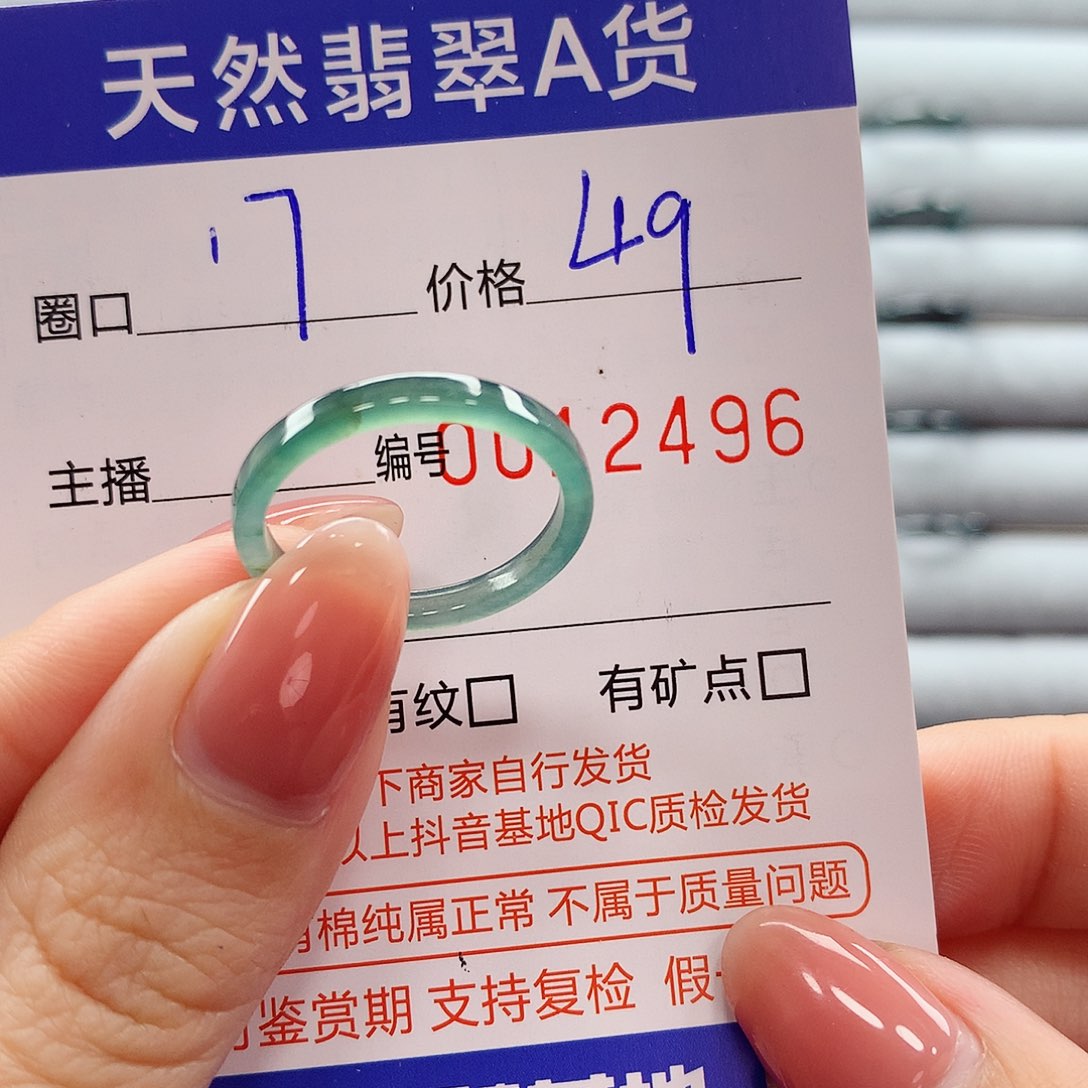 天然翡翠A货
圈口 17 价格 49
主播 编号 0012496
有纹□ 有矿点□
下商家自行发货
以上抖音基地QIC质检发货
有棉纯属正常 不属于质量问题
鉴赏期 支持复检 假